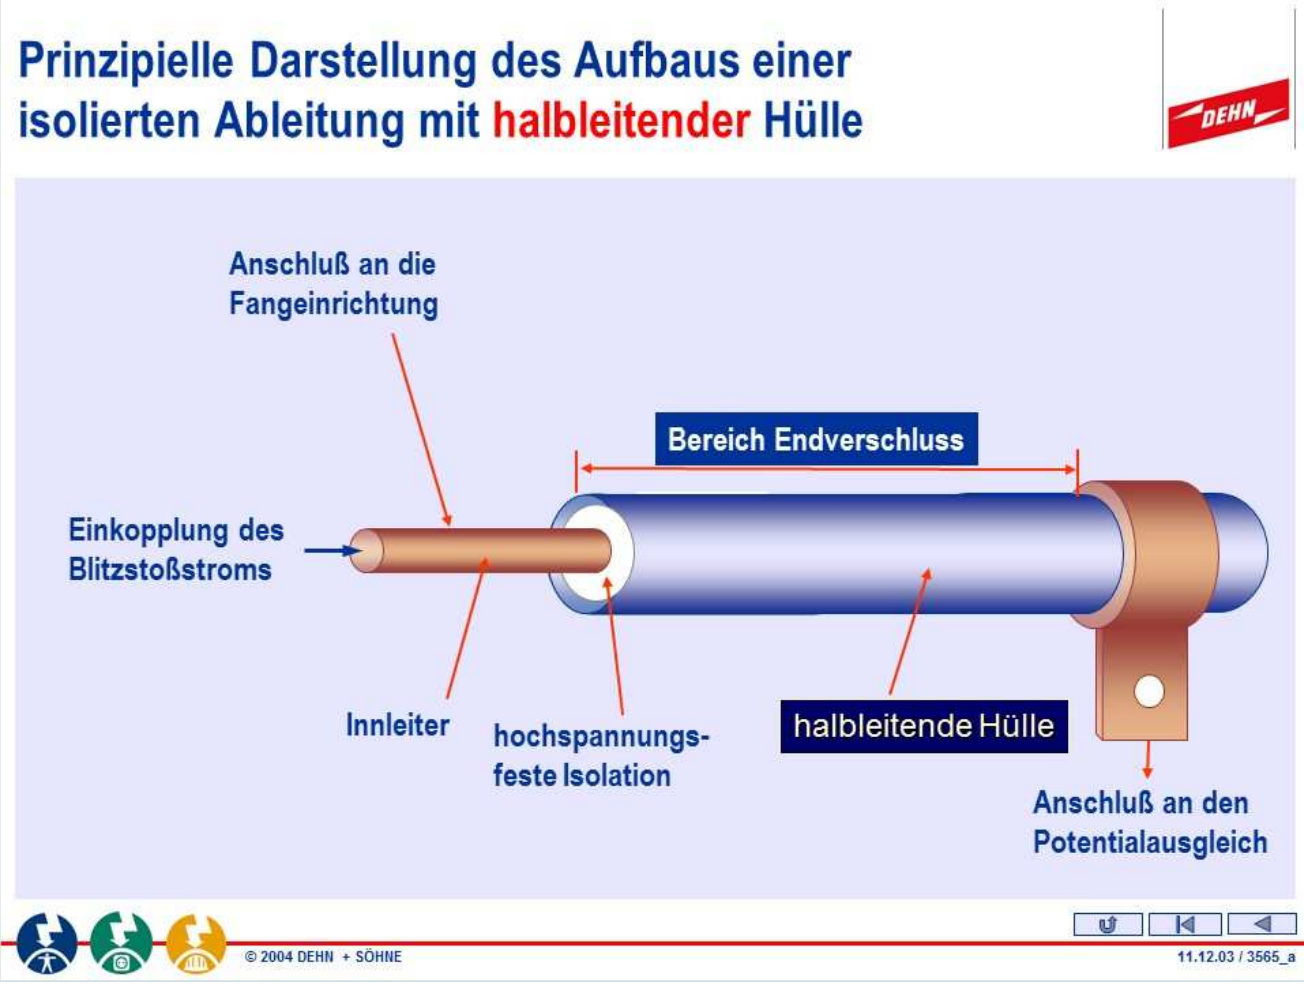 Prinzipielle Darstellung des Aufbaus einer
isolierten Ableitung mit halbleitender Hülle
DEHN
Anschluß an die
Fangeinrichtung
Bereich Endverschluss
Einkopplung des
Blitzstoßstroms
Innleiter
hochspannungs-
feste Isolation
halbleitende Hülle
Anschluß an den
Potentialausgleich
© 2004 DEHN + SÖHNE
11.12.03 / 3565_a